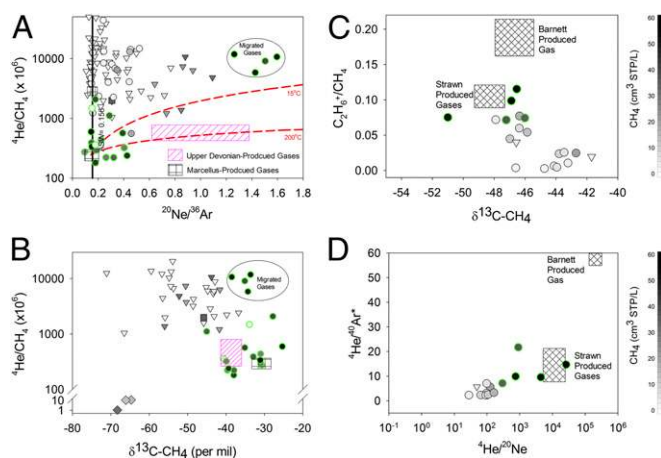 A
⁴He/CH₄ (x 10⁶)
10000
1000
100
Migrated
Gases
15°C
200°C
Upper Devonian-Prodcued Gases
Marcellus-Produced Gases
0.0 0.2 0.4 0.6 0.8 1.0 1.2 1.4 1.6 1.8
²⁰Ne/³⁶Ar
B
⁴He/CH₄ (x10⁶)
10000
1000
100
10
1
Migrated
Gases
-80 -70 -60 -50 -40 -30 -20
δ¹³C-CH₄ (per mil)
C
C₂H₆⁺/CH₄
0.20
0.15
0.10
0.05
0.00
Barnett
Produced
Gas
Strawn
Produced
Gases
-54 -52 -50 -48 -46 -44 -42 -40
δ¹³C-CH₄
CH₄ (cm³ STP/L)
60
50
40
30
20
10
0
D
⁴He/⁴⁰Ar*
60
50
40
30
20
10
0
Barnett
Produced
Gas
Strawn
Produced
Gases
10⁻¹ 10⁰ 10¹ 10² 10³ 10⁴ 10⁵ 10⁶
⁴He/²⁰Ne
CH₄ (cm³ STP/L)
60
50
40
30
20
10
0